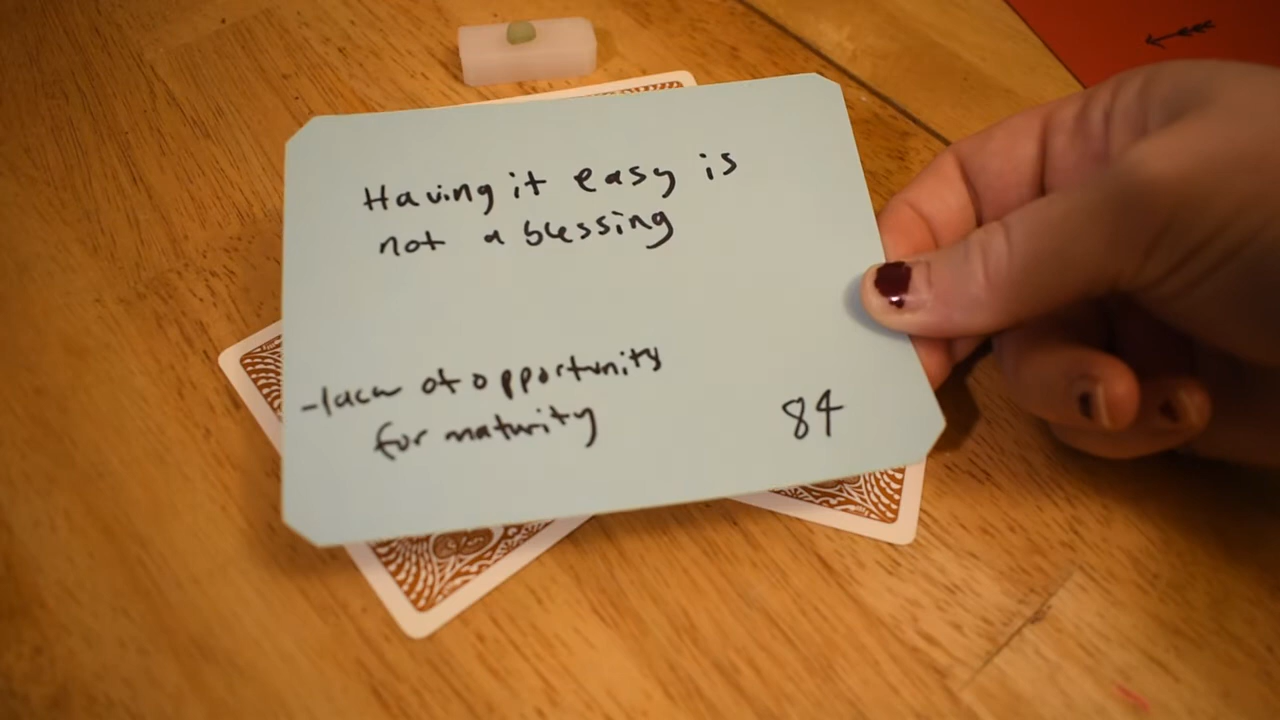 Having it easy is
not a blessing
-lack of opportunity
for maturity
84